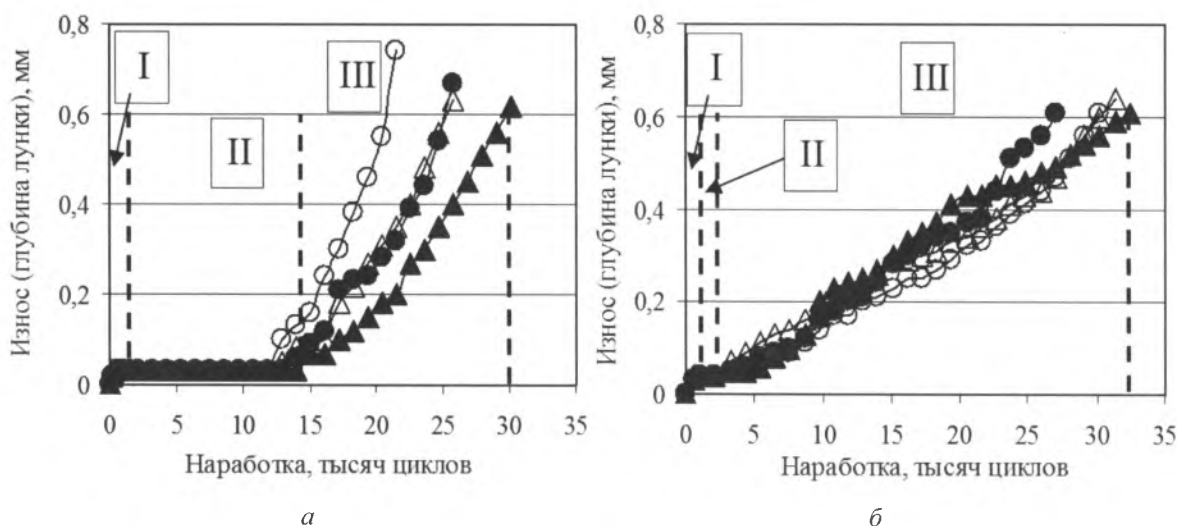 Износ (глубина лунки), мм
0,8
0,6
0,4
0,2
0
I
II
III
0 5 10 15 20 25 30 35
Наработка, тысяч циклов
а
Износ (глубина лунки), мм
0,8
0,6
0,4
0,2
0
I
II
III
0 5 10 15 20 25 30 35
Наработка, тысяч циклов
б